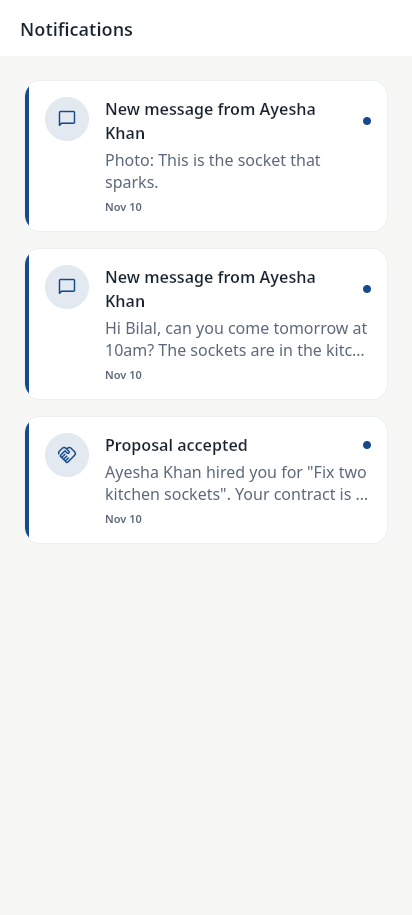 Notifications
New message from Ayesha
Khan
Photo: This is the socket that
sparks.
Nov 10
New message from Ayesha
Khan
Hi Bilal, can you come tomorrow at
10am? The sockets are in the kitc...
Nov 10
Proposal accepted
Ayesha Khan hired you for "Fix two
kitchen sockets". Your contract is ...
Nov 10